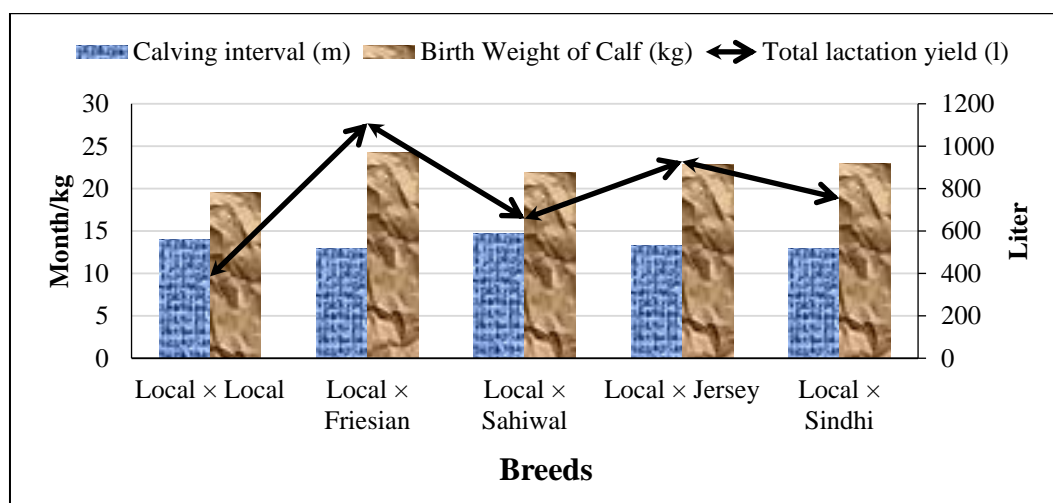 Calving interval (m) Birth Weight of Calf (kg) Total lactation yield (l)
30
25
20
15
10
5
0
Month/kg
1200
1000
800
600
400
200
0
Liter
Local × Local
Local ×
Friesian
Local ×
Sahiwal
Local × Jersey
Local ×
Sindhi
Breeds